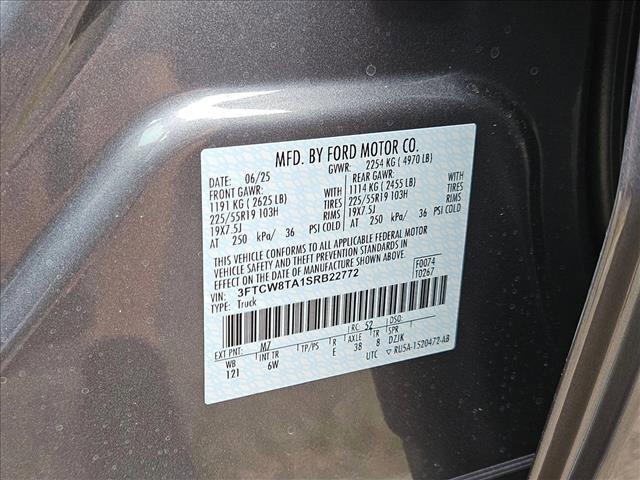 MFD. BY FORD MOTOR CO.
DATE: 06/25 GVWR: 2254 KG ( 4970 LB)
FRONT GAWR: REAR GAWR:
1191 KG ( 2625 LB) WITH 1114 KG ( 2455 LB) WITH
225/55R19 103H TIRES 225/55R19 103H TIRES
19X7.5J RIMS 19X7.5J RIMS
AT 250 kPa/ 36 PSI COLD AT 250 kPa/ 36 PSI COLD
THIS VEHICLE CONFORMS TO ALL APPLICABLE FEDERAL MOTOR
VEHICLE SAFETY AND THEFT PREVENTION STANDARDS IN
EFFECT ON THE DATE OF MANUFACTURE SHOWN ABOVE.
VIN: 3FTCW8TA1SRB22772 F0074
TYPE: Truck T0267
EXT PNT: M7 RC: 52 DSO:
WB INT TR TP/PS R AXLE TR SPR
121 6W E 38 8 DZJK
UTC ▽ RU5A-1520472-AB